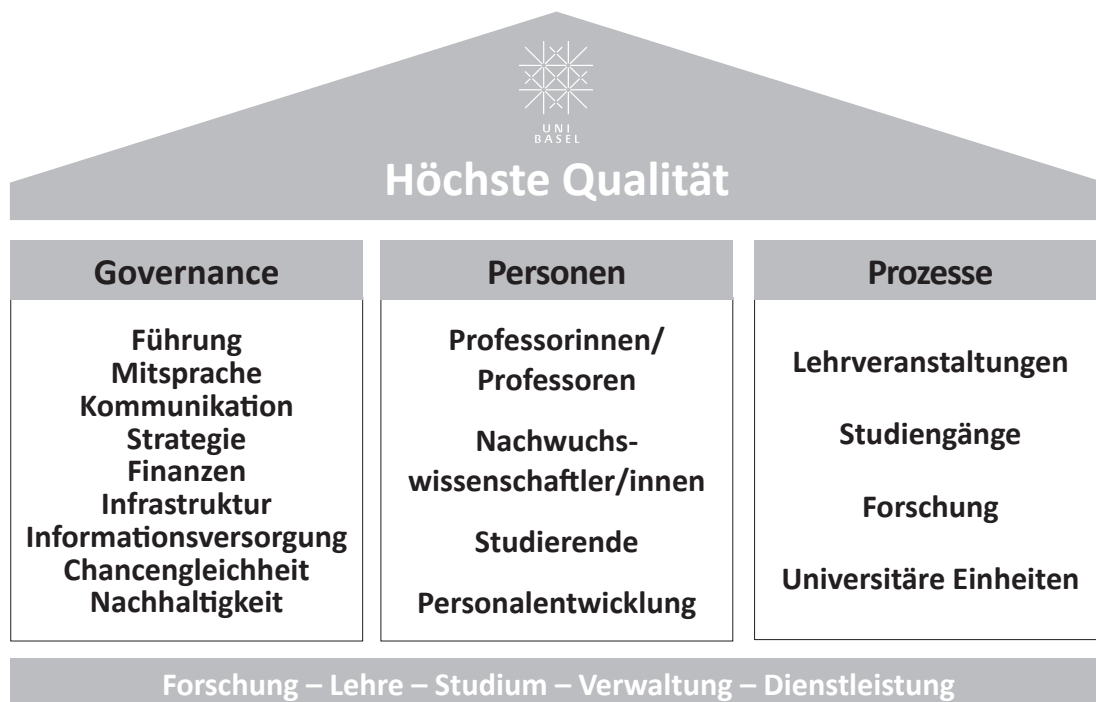 UNI
BASEL
Höchste Qualität
Governance
Führung
Mitsprache
Kommunikation
Strategie
Finanzen
Infrastruktur
Informationsversorgung
Chancengleichheit
Nachhaltigkeit
Personen
Professorinnen/
Professoren
Nachwuchs-
wissenschaftler/innen
Studierende
Personalentwicklung
Prozesse
Lehrveranstaltungen
Studiengänge
Forschung
Universitäre Einheiten
Forschung – Lehre – Studium – Verwaltung – Dienstleistung